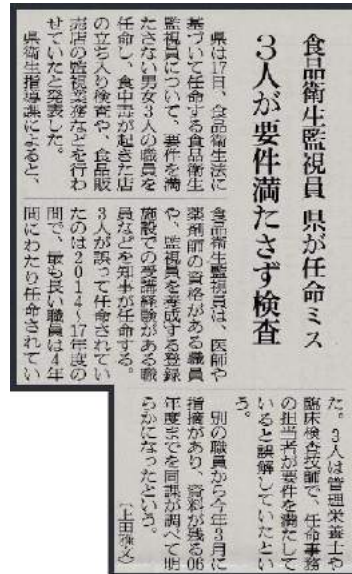 食品衛生監視員 県が任命ミス
3人が要件満たさず検査
県は17日、食品衛生法に
基づいて任命する食品衛生
監視員について、要件を満
たさない男女3人の職員を
任命し、食中毒が起きた店
の立ち入り検査や、食品販
売店の監視業務などを行わ
せていたと発表した。
県衛生指導課によると、
食品衛生監視員は、医師や
薬剤師の資格がある職員
や、監視員を養成する登録
施設での受講経験がある職
員などを知事が任命する。
3人が誤って任命されてい
たのは2014~17年度の
間で、最も長い職員は4年
間にわたり任命されてい
た。3人は管理栄養士や
臨床検査技師で、任命事務
の担当者が要件を満たして
いると誤解していたとい
う。
別の職員から今年3月に
指摘があり、資料が残る06
年度までを同課が調べて明
らかになったという。
(上田雅文)